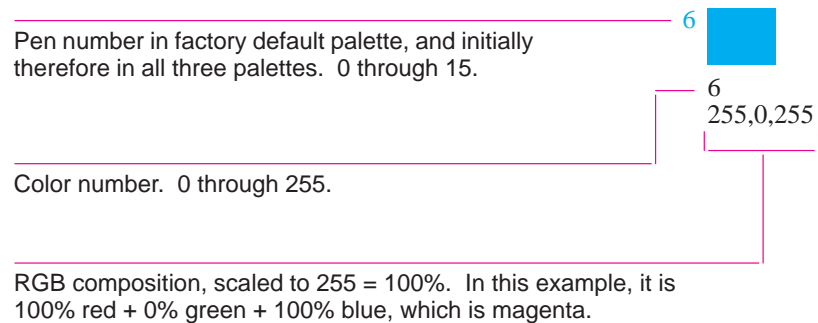 6
Pen number in factory default palette, and initially
therefore in all three palettes. 0 through 15.
6
255,0,255
Color number. 0 through 255.
RGB composition, scaled to 255 = 100%. In this example, it is
100% red + 0% green + 100% blue, which is magenta.